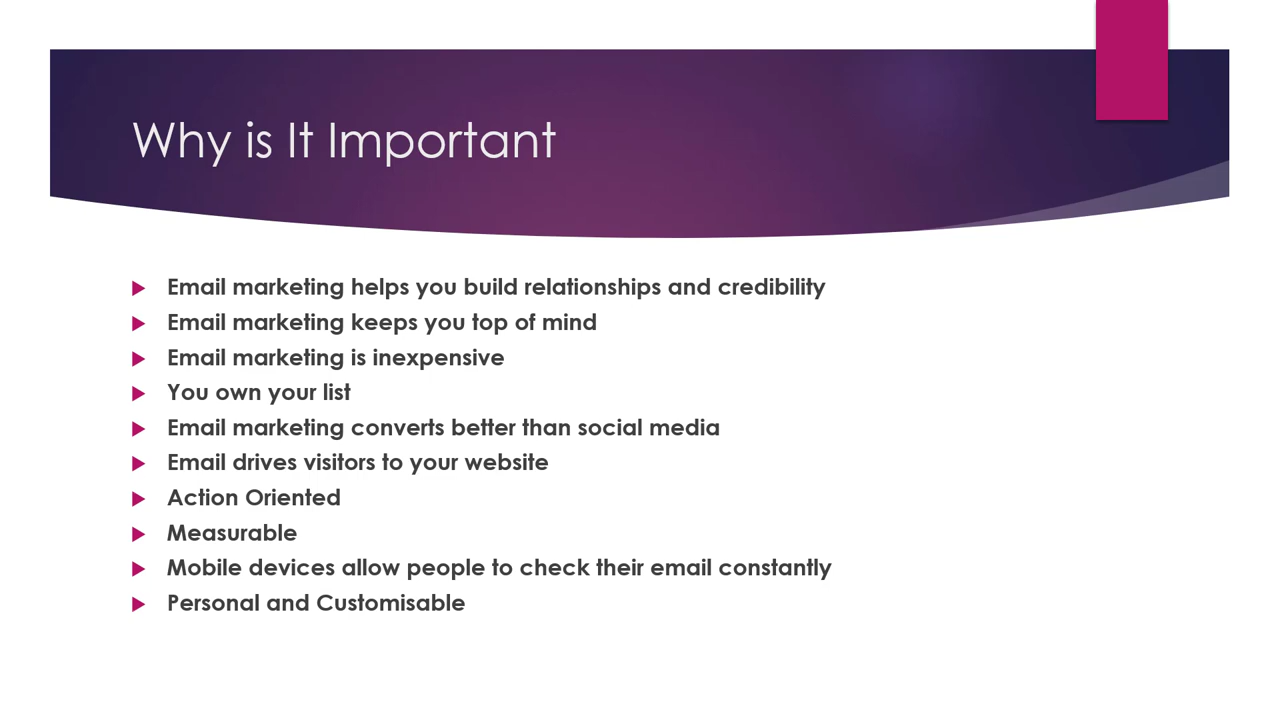 Why is It Important
Email marketing helps you build relationships and credibility
Email marketing keeps you top of mind
Email marketing is inexpensive
You own your list
Email marketing converts better than social media
Email drives visitors to your website
Action Oriented
Measurable
Mobile devices allow people to check their email constantly
Personal and Customisable